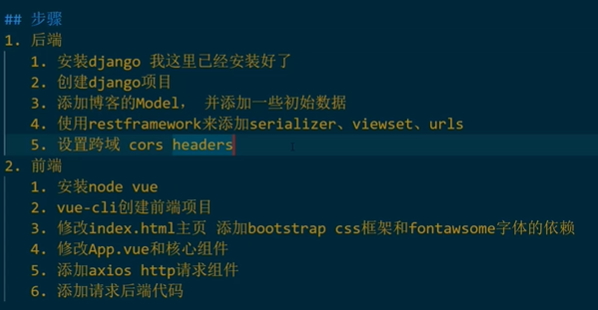 ## 步骤
1. 后端
1. 安装django 我这里已经安装好了
2. 创建django项目
3. 添加博客的Model， 并添加一些初始数据
4. 使用restframework来添加serializer、viewset、urls
5. 设置跨域 cors headers
2. 前端
1. 安装node vue
2. vue-cli创建前端项目
3. 修改index.html主页 添加bootstrap css框架和fontawsome字体的依赖
4. 修改App.vue和核心组件
5. 添加axios http请求组件
6. 添加请求后端代码